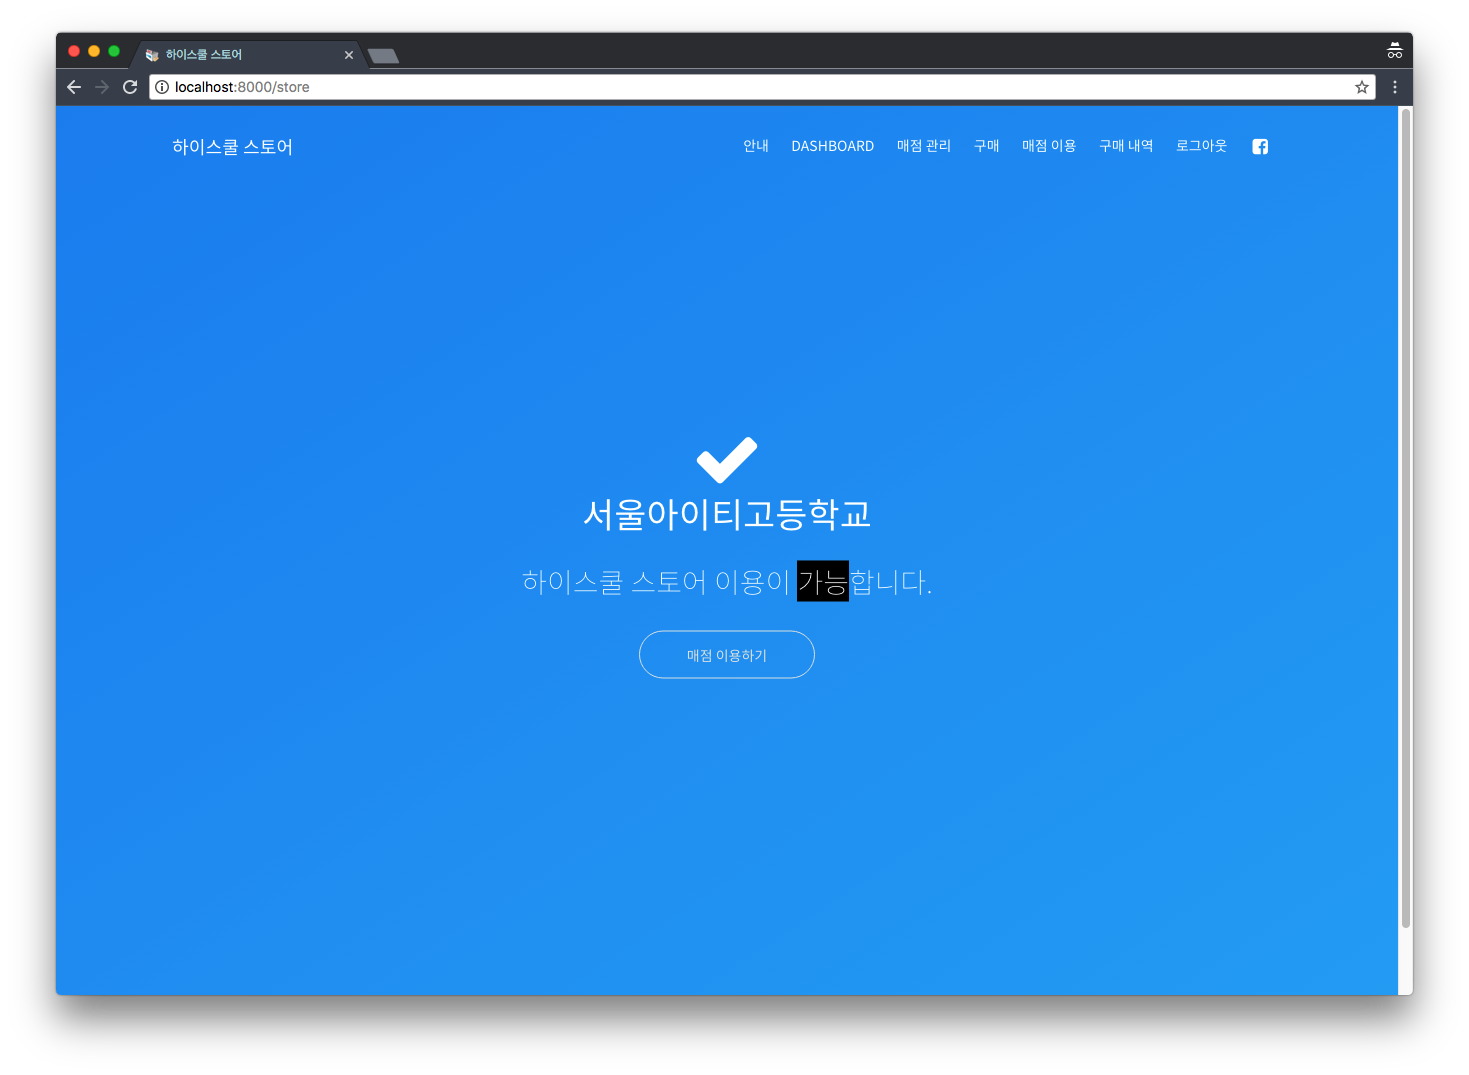 하이스쿨 스토어
localhost:8000/store
하이스쿨 스토어
안내 DASHBOARD 매점 관리 구매 매점 이용 구매 내역 로그아웃
서울아이티고등학교
하이스쿨 스토어 이용이 가능합니다.
매점 이용하기